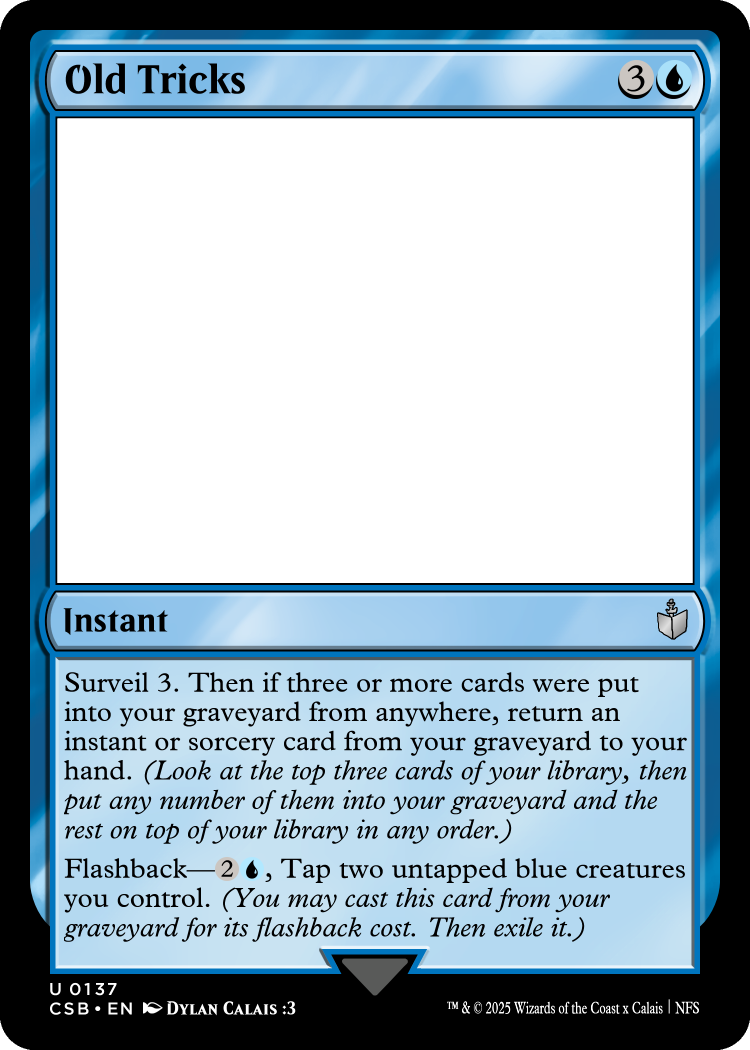 Old Tricks 3
Instant
Surveil 3. Then if three or more cards were put
into your graveyard from anywhere, return an
instant or sorcery card from your graveyard to your
hand. (Look at the top three cards of your library, then
put any number of them into your graveyard and the
rest on top of your library in any order.)
Flashback—2, Tap two untapped blue creatures
you control. (You may cast this card from your
graveyard for its flashback cost. Then exile it.)
U 0137
CSB • EN Dylan Calais :3 ™ & © 2025 Wizards of the Coast x Calais | NFS